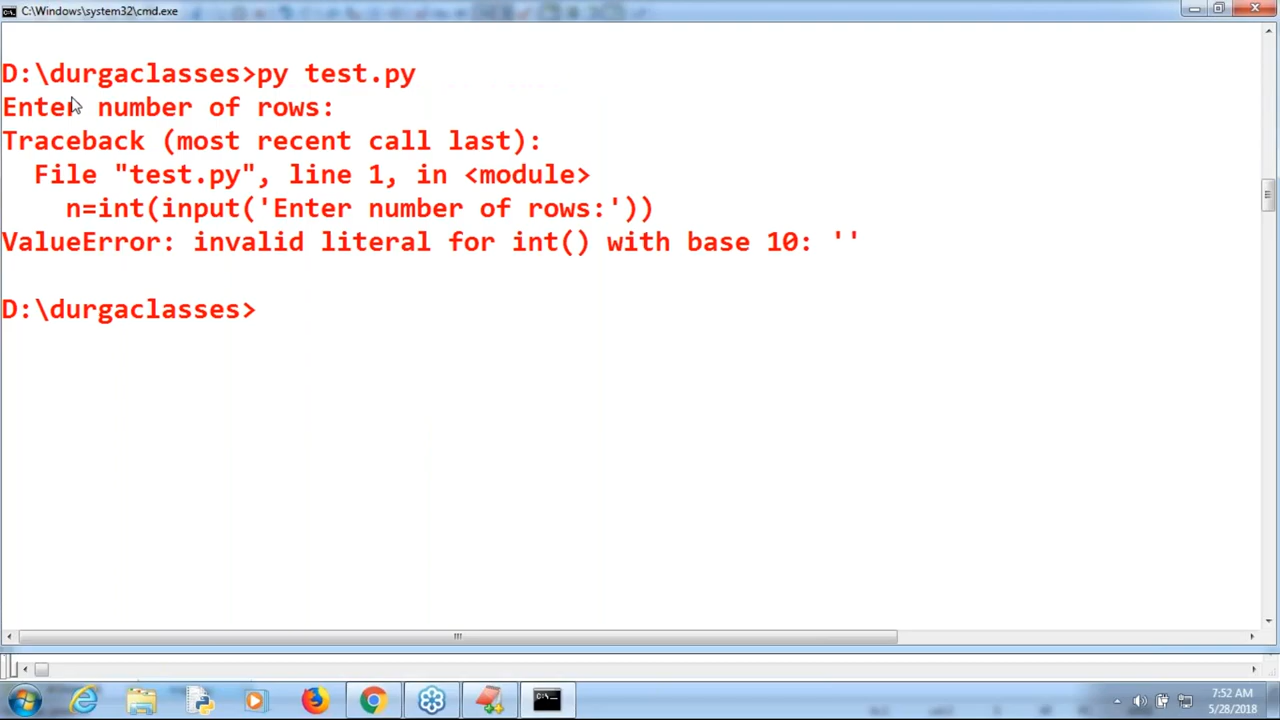 C:\Windows\system32\cmd.exe
D:\durgaclasses>py test.py
Enter number of rows:
Traceback (most recent call last):
  File "test.py", line 1, in <module>
    n=int(input('Enter number of rows:'))
ValueError: invalid literal for int() with base 10: ''
D:\durgaclasses>
7:52 AM
5/28/2018